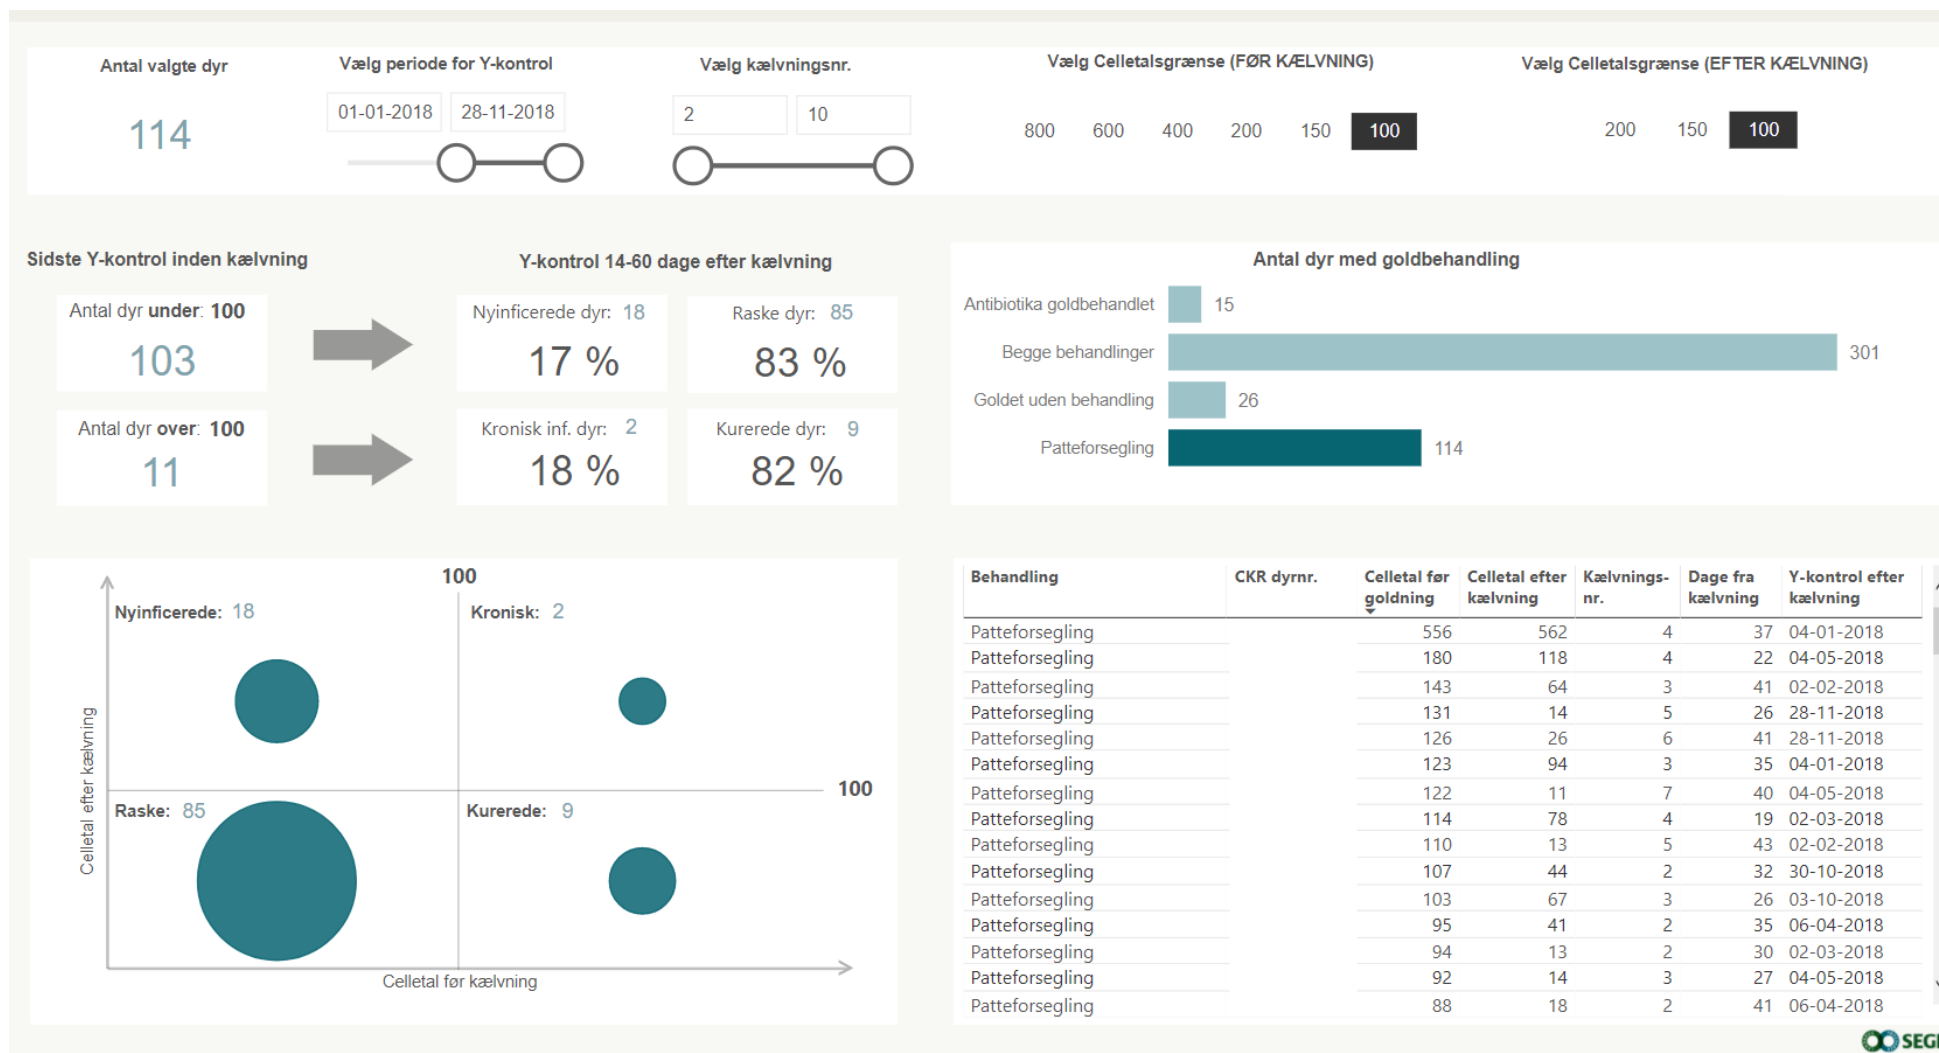 Antal valgte dyr
114
Vælg periode for Y-kontrol
01-01-2018 28-11-2018
Vælg kælvningsnr.
2 10
Vælg Celletalsgrænse (FØR KÆLVNING)
800 600 400 200 150 100
Vælg Celletalsgrænse (EFTER KÆLVNING)
200 150 100
Sidste Y-kontrol inden kælvning
Antal dyr under: 100
103
Antal dyr over: 100
11
Y-kontrol 14-60 dage efter kælvning
Nyinficerede dyr: 18
17 %
Raske dyr: 85
83 %
Kronisk inf. dyr: 2
18 %
Kurerede dyr: 9
82 %
Antal dyr med goldbehandling
Antibiotika goldbehandlet 15
Begge behandlinger 301
Goldet uden behandling 26
Patteforsegling 114
100
Nyinficerede: 18
Kronisk: 2
100
Raske: 85
Kurerede: 9
Celletal efter kælvning
Celletal før kælvning
Behandling CKR dyrnr. Celletal før goldning Celletal efter kælvning Kælvnings-nr. Dage fra kælvning Y-kontrol efter kælvning
Patteforsegling 556 562 4 37 04-01-2018
Patteforsegling 180 118 4 22 04-05-2018
Patteforsegling 143 64 3 41 02-02-2018
Patteforsegling 131 14 5 26 28-11-2018
Patteforsegling 126 26 6 41 28-11-2018
Patteforsegling 123 94 3 35 04-01-2018
Patteforsegling 122 11 7 40 04-05-2018
Patteforsegling 114 78 4 19 02-03-2018
Patteforsegling 110 13 5 43 02-02-2018
Patteforsegling 107 44 2 32 30-10-2018
Patteforsegling 103 67 3 26 03-10-2018
Patteforsegling 95 41 2 35 06-04-2018
Patteforsegling 94 13 2 30 02-03-2018
Patteforsegling 92 14 3 27 04-05-2018
Patteforsegling 88 18 2 41 06-04-2018